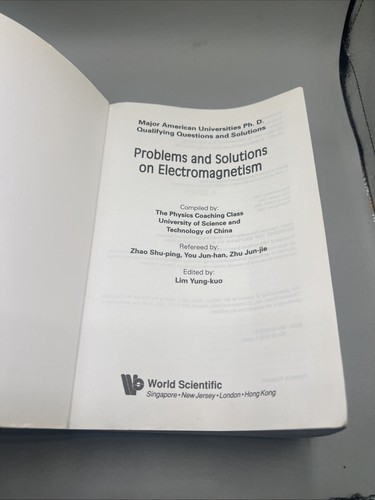 Major American Universities Ph. D.
Qualifying Questions and Solutions
Problems and Solutions
on Electromagnetism
Compiled by:
The Physics Coaching Class
University of Science and
Technology of China
Refereed by:
Zhao Shu-ping, You Jun-han, Zhu Jun-jie
Edited by:
Lim Yung-kuo
World Scientific
Singapore • New Jersey • London • Hong Kong